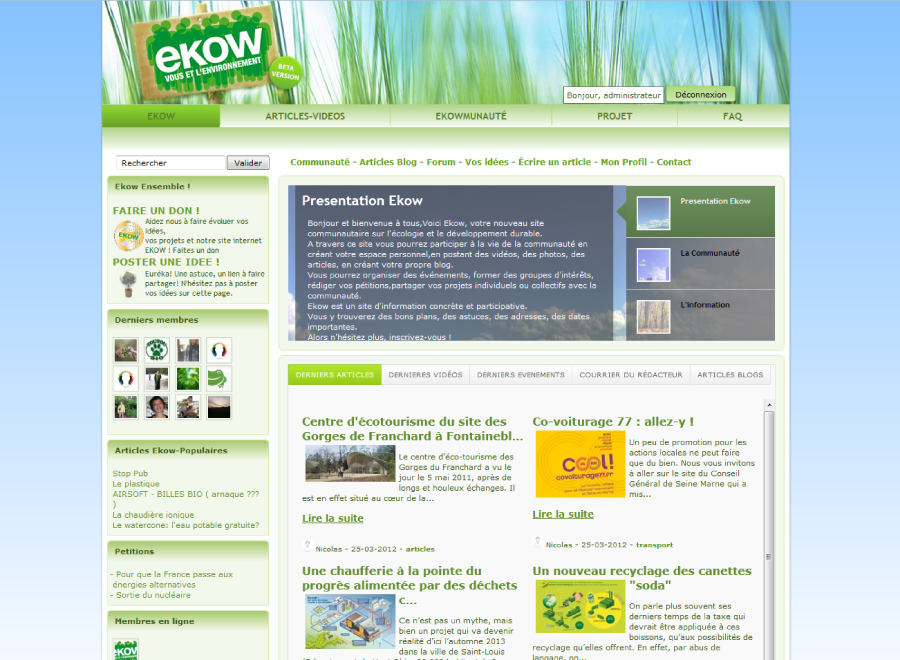 eKOW
VOUS ET L'ENVIRONNEMENT
BETA
VERSION
Bonjour, administrateur
Déconnexion
EKOW
ARTICLES-VIDEOS
EKOWMUNAUTÉ
PROJET
FAQ
Rechercher
Valider
Communauté - Articles Blog - Forum - Vos idées - Écrire un article - Mon Profil - Contact
Ekow Ensemble !
FAIRE UN DON !
Aidez nous à faire évoluer vos
idées,
vos projets et notre site internet
EKOW ! Faites un don
POSTER UNE IDEE !
Euréka! Une astuce, un lien à faire
partager! N'hésitez pas à poster
vos idées sur cette page.
Derniers membres
Articles Ekow-Populaires
Stop Pub
Le plastique
AIRSOFT - BILLES BIO ( arnaque ???
)
La chaudière ionique
Le watercone: l'eau potable gratuite?
Petitions
- Pour que la France passe aux
énergies alternatives
- Sortie du nucléaire
Membres en ligne
Presentation Ekow
Bonjour et bienvenue à tous,Voici Ekow, votre nouveau site
communautaire sur l'écologie et le développement durable.
A travers ce site vous pourrez participer à la vie de la communauté en
créant votre espace personnel,en postant des vidéos, des photos, des
articles, en créant votre propre blog.
Vous pourrez organiser des événements, former des groupes d'intérêts,
rédiger vos pétitions,partager vos projets individuels ou collectifs avec la
communauté.
Ekow est un site d'information concrète et participative.
Vous y trouverez des bons plans, des astuces, des adresses, des dates
importantes.
Alors n'hésitez plus, inscrivez-vous !
Presentation Ekow
La Communauté
L'information
DERNIERS ARTICLES
DERNIERES VIDÉOS
DERNIERS EVENEMENTS
COURRIER DU RÉDACTEUR
ARTICLES BLOGS
Centre d'écotourisme du site des
Gorges de Franchard à Fontainebl...
Le centre d'éco-tourisme des
Gorges du Franchard a vu le
jour le 5 mai 2011, après de
longs et houleux échanges. Il
est en effet situé au cœur de la...
Lire la suite
Nicolas - 25-03-2012 - articles
Co-voiturage 77 : allez-y !
cool!
covoiturage77.fr
Un peu de promotion pour les
actions locales ne peut faire
que du bien. Nous vous invitons
à aller sur le site du Conseil
Général de Seine Marne qui a
mis...
Lire la suite
Nicolas - 25-03-2012 - transport
Une chaufferie à la pointe du
progrès alimentée par des déchets
c...
Ce n'est pas un mythe, mais
bien un projet qui va devenir
réalité d'ici l'automne 2013
dans la ville de Saint-Louis
Un nouveau recyclage des canettes
"soda"
On parle plus souvent ses
derniers temps de la taxe qui
devrait être appliquée à ces
boissons, qu'aux possibilités de
recyclage qu'elles offrent. En effet, par abus de
langage, on...